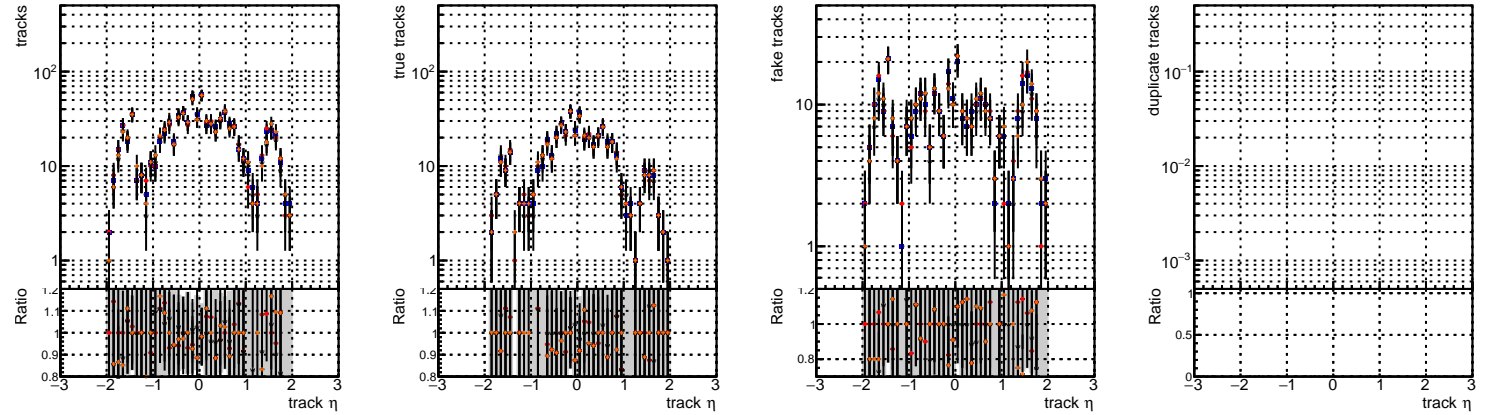 tracks
10²
10
1
Ratio
1.2
1.1
1
0.9
0.8
−3 −2 −1 0 1 2 3
track η
true tracks
10²
10
1
Ratio
1.2
1.1
1
0.9
0.8
−3 −2 −1 0 1 2 3
track η
fake tracks
10
1
Ratio
1.2
1
0.8
−3 −2 −1 0 1 2 3
track η
duplicate tracks
10⁻¹
10⁻²
10⁻³
Ratio
1
0.5
0
−3 −2 −1 0 1 2 3
track η